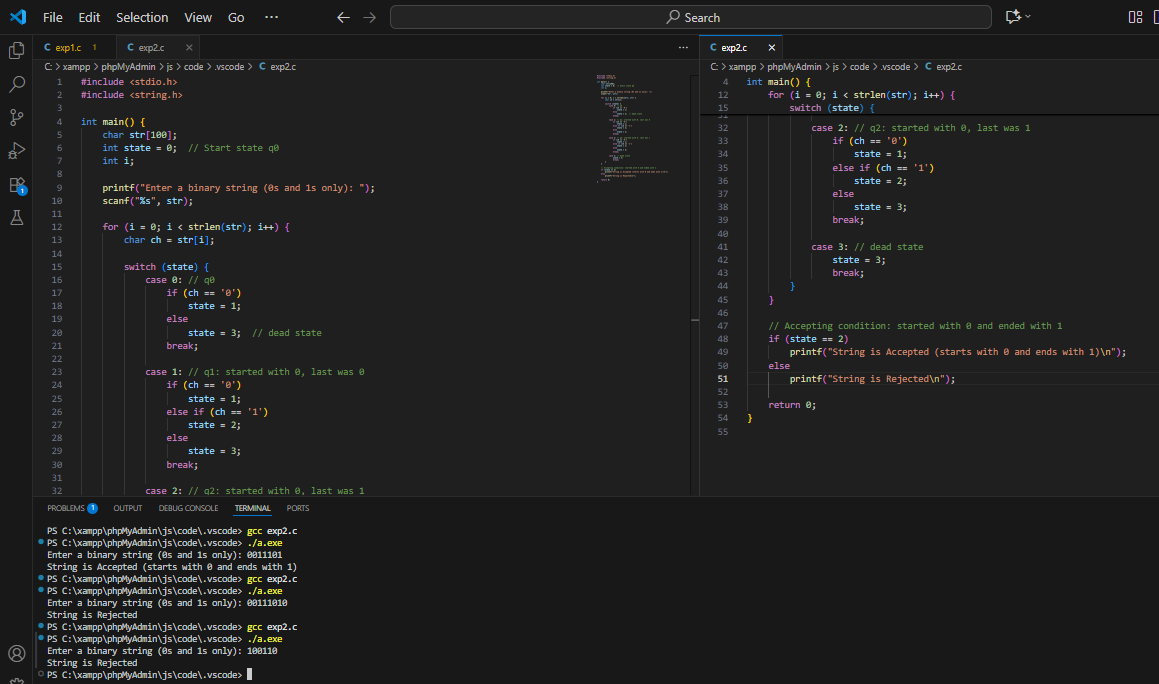 File Edit Selection View Go ··· Search
exp1.c 1 exp2.c ×
C: > xampp > phpMyAdmin > js > code > .vscode > C exp2.c
1 #include <stdio.h>
2 #include <string.h>
3
4 int main() {
5 char str[100];
6 int state = 0; // Start state q0
7 int i;
8
9 printf("Enter a binary string (0s and 1s only): ");
10 scanf("%s", str);
11
12 for (i = 0; i < strlen(str); i++) {
13 char ch = str[i];
14
15 switch (state) {
16 case 0: // q0
17 if (ch == '0')
18 state = 1;
19 else
20 state = 3; // dead state
21 break;
22
23 case 1: // q1: started with 0, last was 0
24 if (ch == '0')
25 state = 1;
26 else if (ch == '1')
27 state = 2;
28 else
29 state = 3;
30 break;
31
32 case 2: // q2: started with 0, last was 1
C exp2.c ×
C: > xampp > phpMyAdmin > js > code > .vscode > C exp2.c
4 int main() {
12 for (i = 0; i < strlen(str); i++) {
15 switch (state) {
32 case 2: // q2: started with 0, last was 1
33 if (ch == '0')
34 state = 1;
35 else if (ch == '1')
36 state = 2;
37 else
38 state = 3;
39 break;
40
41 case 3: // dead state
42 state = 3;
43 break;
44 }
45 }
46
47 // Accepting condition: started with 0 and ended with 1
48 if (state == 2)
49 printf("String is Accepted (starts with 0 and ends with 1)\n");
50 else
51 printf("String is Rejected\n");
52
53 return 0;
54 }
55
PROBLEMS 1 OUTPUT DEBUG CONSOLE TERMINAL PORTS
PS C:\xampp\phpMyAdmin\js\code\.vscode> gcc exp2.c
PS C:\xampp\phpMyAdmin\js\code\.vscode> ./a.exe
Enter a binary string (0s and 1s only): 0011101
String is Accepted (starts with 0 and ends with 1)
PS C:\xampp\phpMyAdmin\js\code\.vscode> gcc exp2.c
PS C:\xampp\phpMyAdmin\js\code\.vscode> ./a.exe
Enter a binary string (0s and 1s only): 00111010
String is Rejected
PS C:\xampp\phpMyAdmin\js\code\.vscode> gcc exp2.c
PS C:\xampp\phpMyAdmin\js\code\.vscode> ./a.exe
Enter a binary string (0s and 1s only): 100110
String is Rejected
PS C:\xampp\phpMyAdmin\js\code\.vscode>